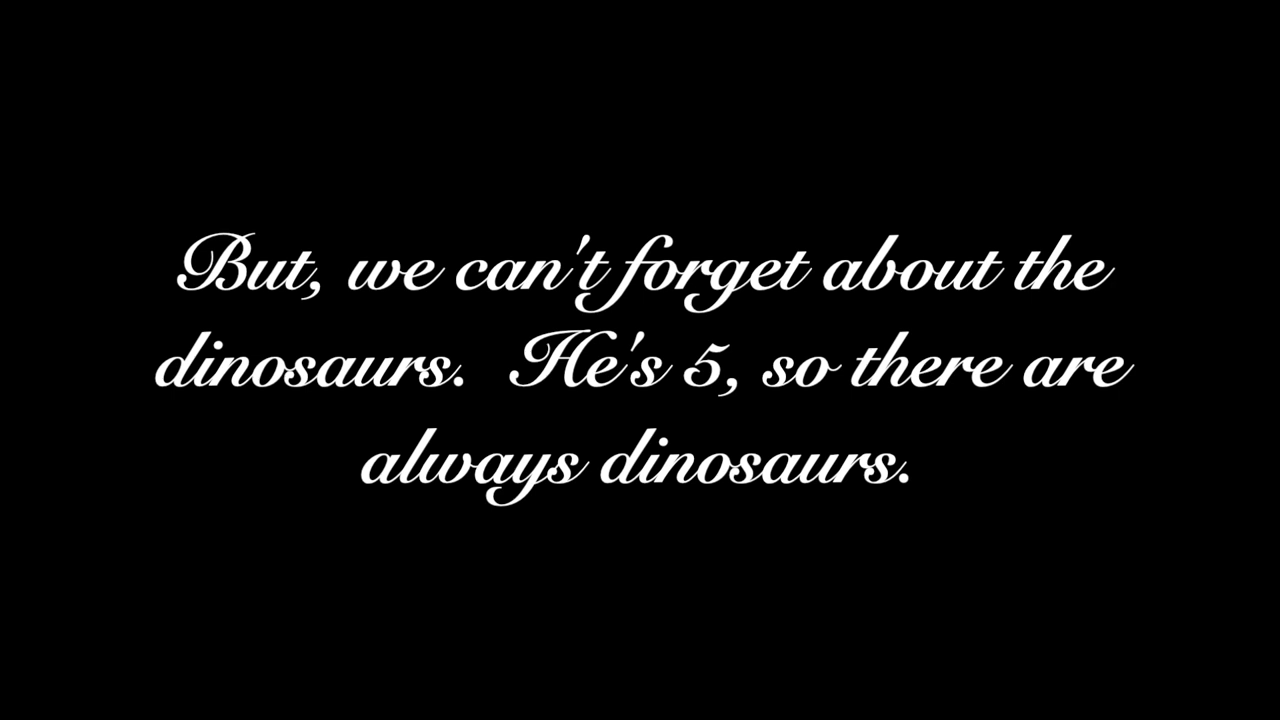 But, we can't forget about the
dinosaurs.  He's 5, so there are
always dinosaurs.